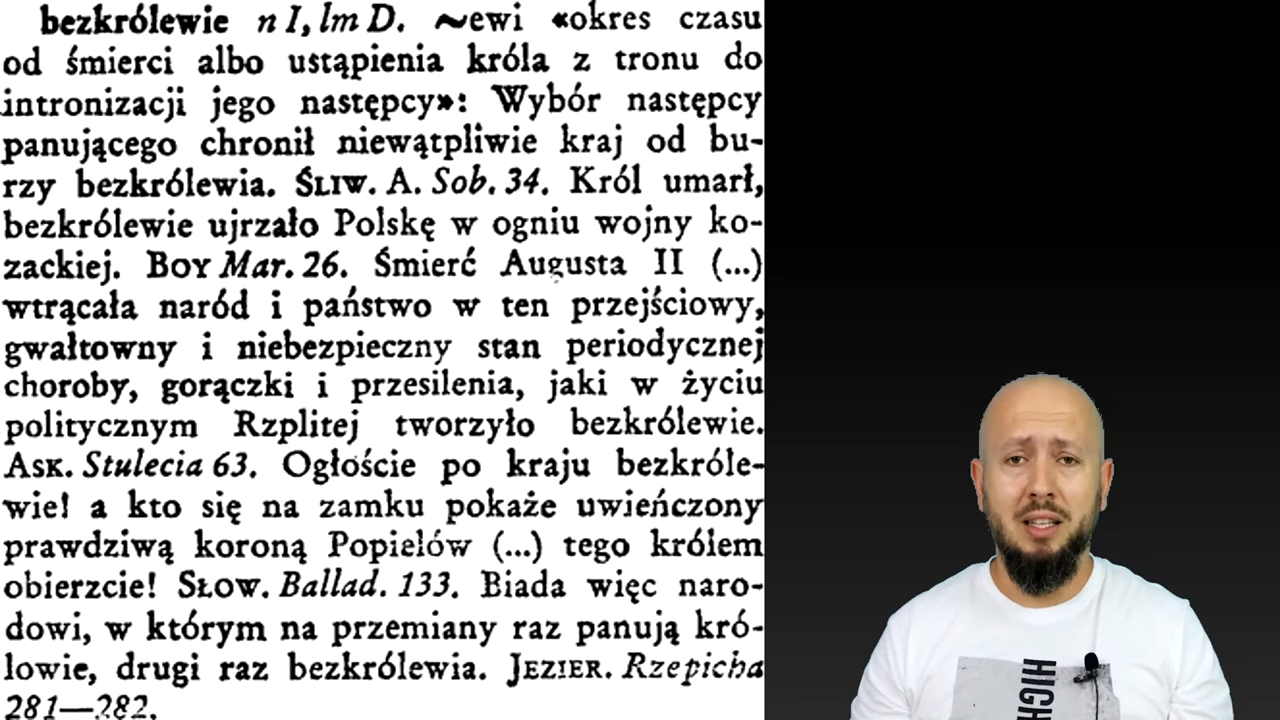 bezkrólewie n I, lm D. ~ewi «okres czasu
od śmierci albo ustąpienia króla z tronu do
intronizacji jego następcy»: Wybór następcy
panującego chronił niewątpliwie kraj od bu-
rzy bezkrólewia. ŚLIW. A. Sob. 34. Król umarł,
bezkrólewie ujrzało Polskę w ogniu wojny ko-
zackiej. BOY Mar. 26. Śmierć Augusta II (...)
wtrącała naród i państwo w ten przejściowy,
gwałtowny i niebezpieczny stan periodycznej
choroby, gorączki i przesilenia, jaki w życiu
politycznym Rzplitej tworzyło bezkrólewie.
ASK. Stulecia 63. Ogłoście po kraju bezkróle-
wie! a kto się na zamku pokaże uwieńczony
prawdziwą koroną Popielów (...) tego królem
obierzcie! SŁOW. Ballad. 133. Biada więc naro-
dowi, w którym na przemiany raz panują kró-
lowie, drugi raz bezkrólewia. JEZIER. Rzepicha
281—282.
HIGH